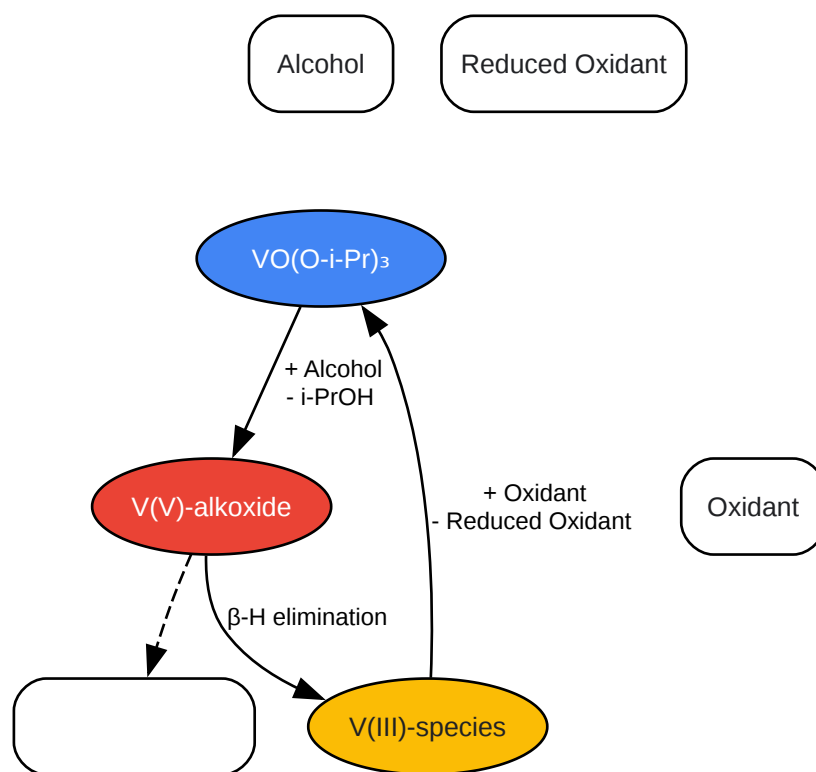 Alcohol
Reduced Oxidant
VO(O-i-Pr)₃
+ Alcohol
- i-PrOH
V(V)-alkoxide
+ Oxidant
- Reduced Oxidant
Oxidant
β-H elimination
V(III)-species